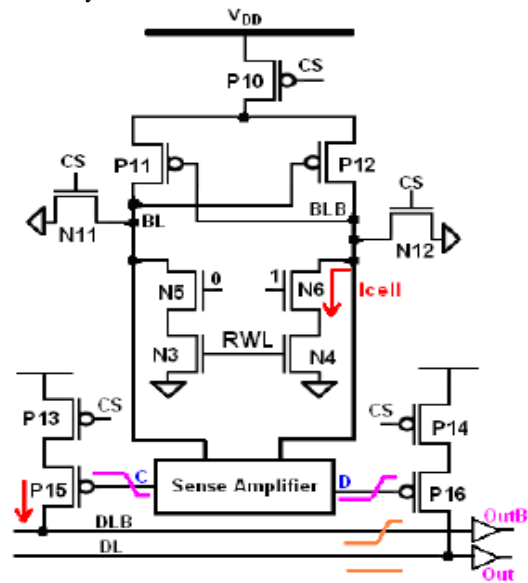 VDD
CS
P10
P11
P12
CS
CS
BL
BLB
N11
N12
N5
0
1
N6
Icell
N3
RWL
N4
P13
CS
CS
P14
P15
C
Sense Amplifier
D
P16
DLB
OutB
DL
Out